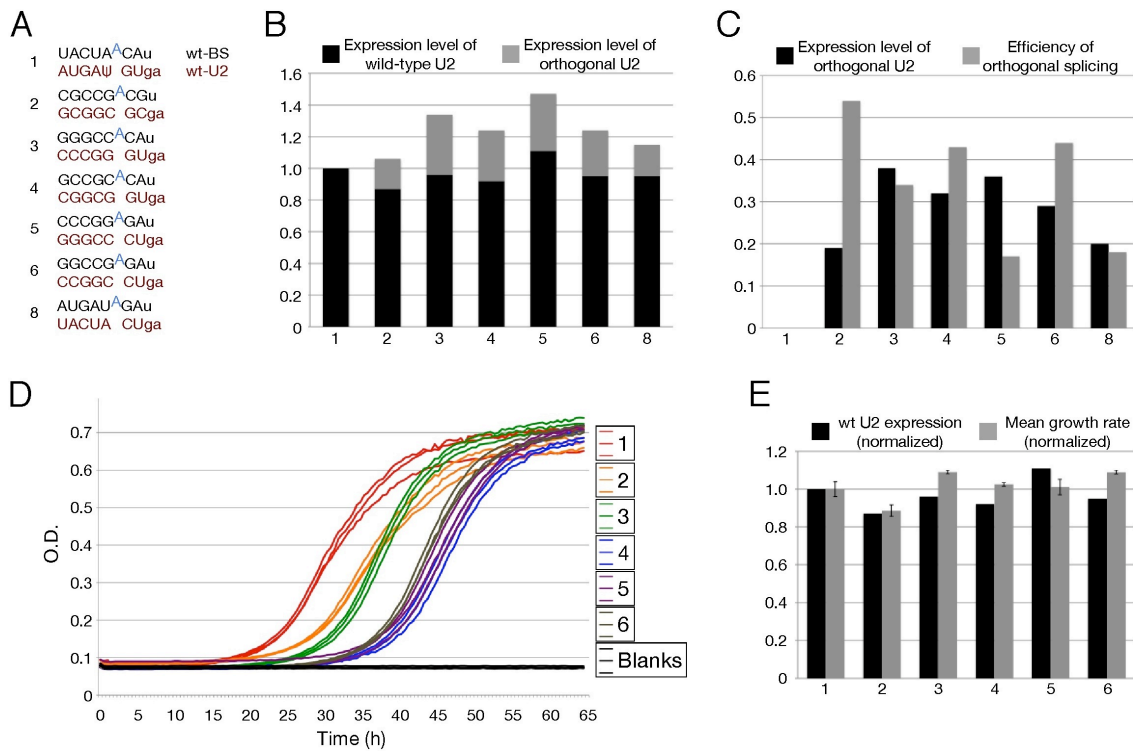 A
1 UACUAACAu wt-BS
AUGAψ GUga wt-U2
2 CGCCGACGu
GCGGC GCga
3 GGGCCACAu
CCCGG GUga
4 GCCGCACAu
CGGCG GUga
5 CCCGGAGAu
GGGCC CUga
6 GGCCGAGAu
CCGGC CUga
8 AUGAUAGAu
UACUA CUga
B
Expression level of wild-type U2
Expression level of orthogonal U2
1.6
1.4
1.2
1.0
0.8
0.6
0.4
0.2
0
1 2 3 4 5 6 8
C
Expression level of orthogonal U2
Efficiency of orthogonal splicing
0.6
0.5
0.4
0.3
0.2
0.1
0
1 2 3 4 5 6 8
D
O.D.
0.7
0.6
0.5
0.4
0.3
0.2
0.1
0
0 5 10 15 20 25 30 35 40 45 50 55 60 65
Time (h)
1
2
3
4
5
6
Blanks
E
wt U2 expression (normalized)
Mean growth rate (normalized)
1.2
1.0
0.8
0.6
0.4
0.2
0
1 2 3 4 5 6